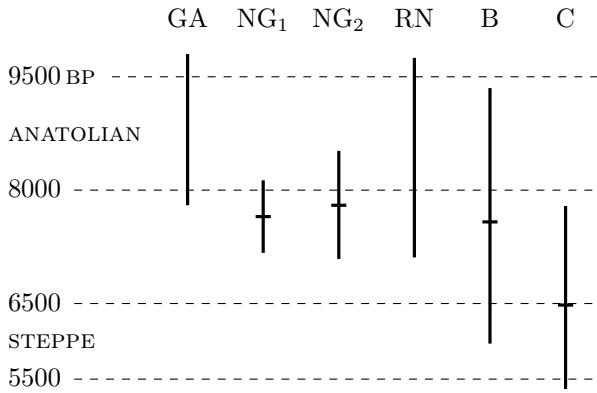 GA NG₁ NG₂ RN B C
9500 BP
ANATOLIAN
8000
6500
STEPPE
5500